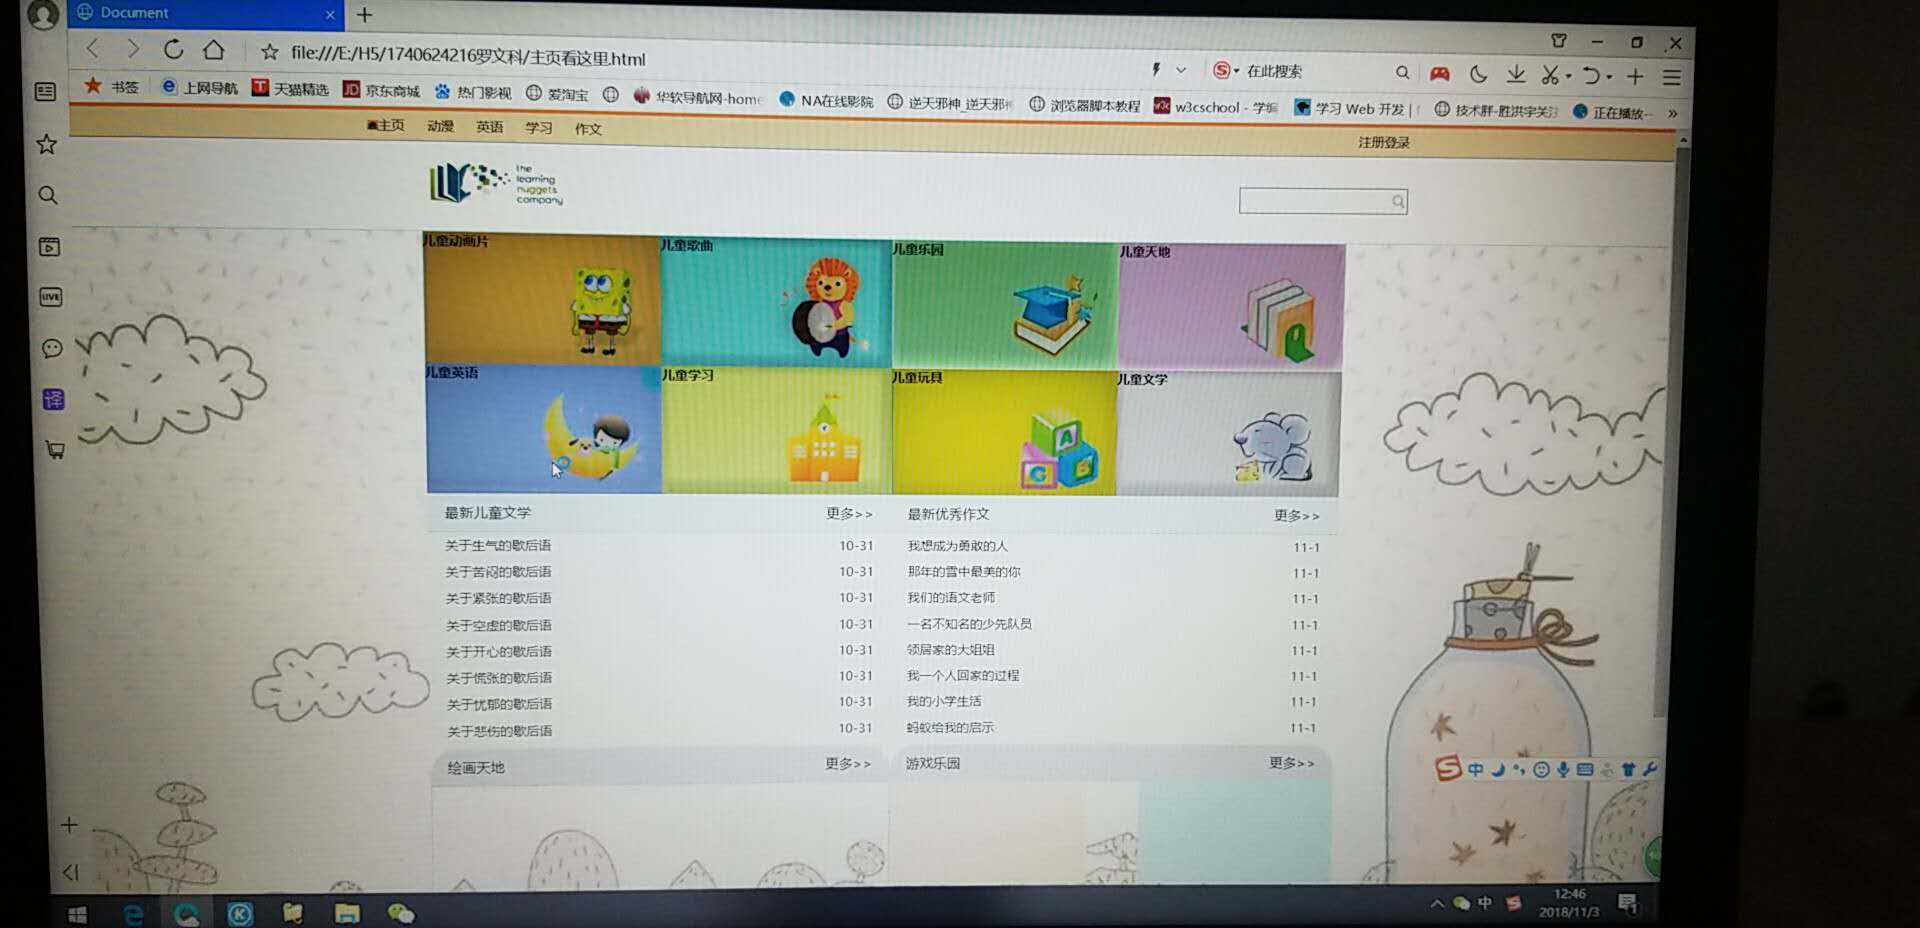 Document
file:///E:/H5/1740624216罗文科/主页看这里.html
在此搜索
书签 上网导航 天猫精选 京东商城 热门影视 爱淘宝 华软导航网-home NA在线影院 逆天邪神_逆天邪 浏览器脚本教程 w3cschool - 学编 学习 Web 开发 | 技术胖-胜洪宇关注 正在播放-- »
主页 动漫 英语 学习 作文
注册登录
the
learning
nuggets
company
儿童动画片 儿童歌曲 儿童乐园 儿童天地
儿童英语 儿童学习 儿童玩具 儿童文学
A
G B
最新儿童文学 更多>>
关于生气的歇后语 10-31
关于苦闷的歇后语 10-31
关于紧张的歇后语 10-31
关于空虚的歇后语 10-31
关于开心的歇后语 10-31
关于慌张的歇后语 10-31
关于忧郁的歇后语 10-31
关于悲伤的歇后语 10-31
最新优秀作文 更多>>
我想成为勇敢的人 11-1
那年的雪中最美的你 11-1
我们的语文老师 11-1
一名不知名的少先队员 11-1
领居家的大姐姐 11-1
我一个人回家的过程 11-1
我的小学生活 11-1
蚂蚁给我的启示 11-1
绘画天地 更多>>
游戏乐园 更多>>
LIVE
译
S 中
中
12:46
2018/11/3